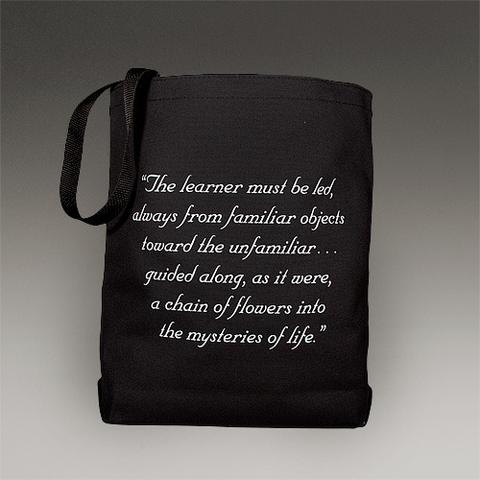 “The learner must be led,
always from familiar objects
toward the unfamiliar...
guided along, as it were,
a chain of flowers into
the mysteries of life.”